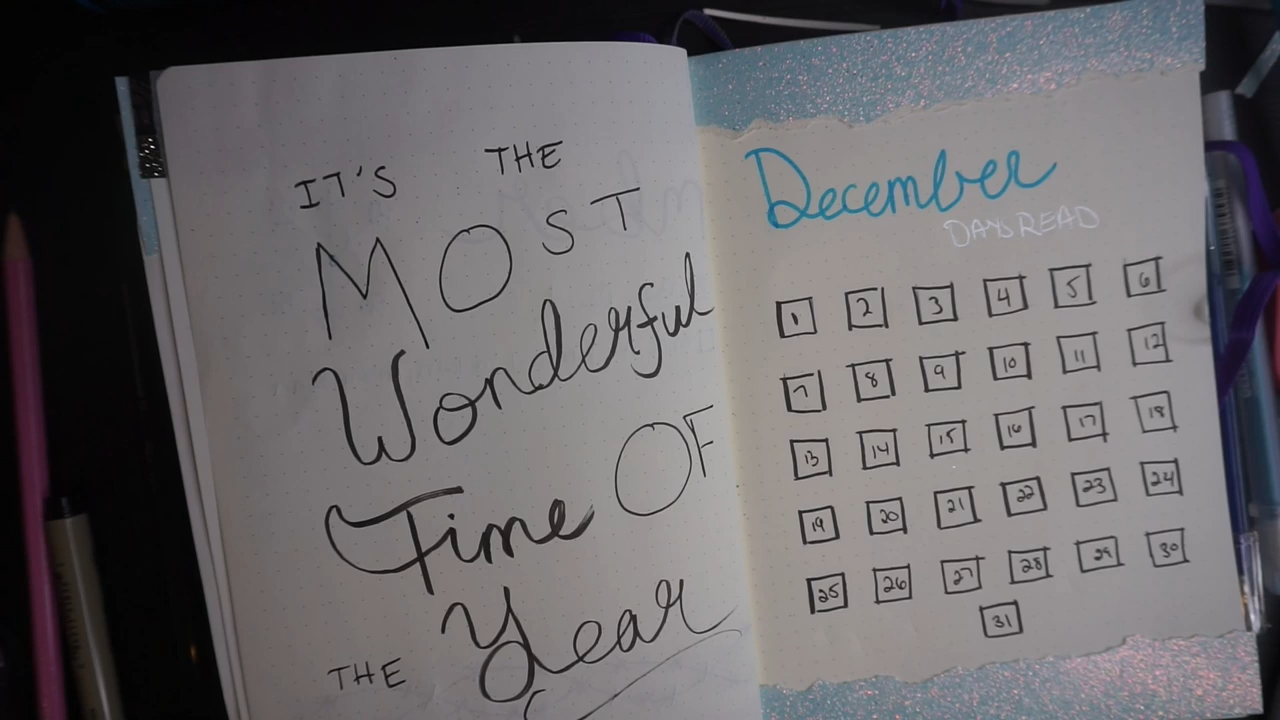 IT'S THE
MOST
Wonderful
Time OF
THE Year
December
DAYS READ
1 2 3 4 5 6
7 8 9 10 11 12
13 14 15 16 17 18
19 20 21 22 23 24
25 26 27 28 29 30
31